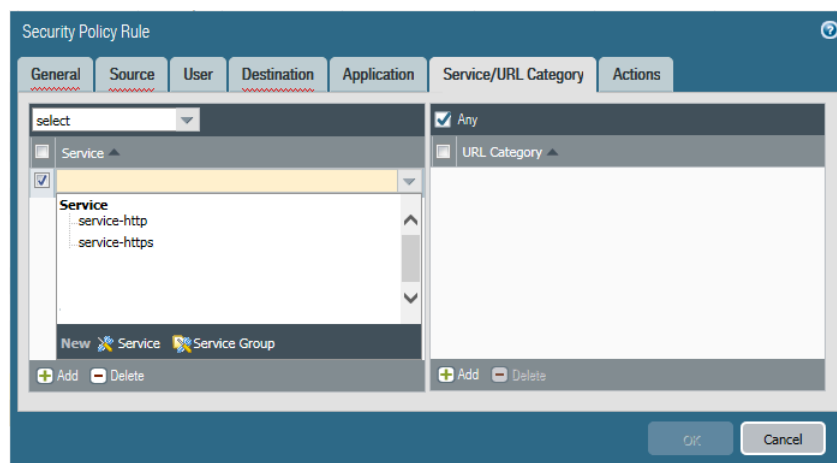 Security Policy Rule
General Source User Destination Application Service/URL Category Actions
select
Any
Service
URL Category
Service
service-http
service-https
New Service Service Group
Add Delete
Add Delete
OK Cancel